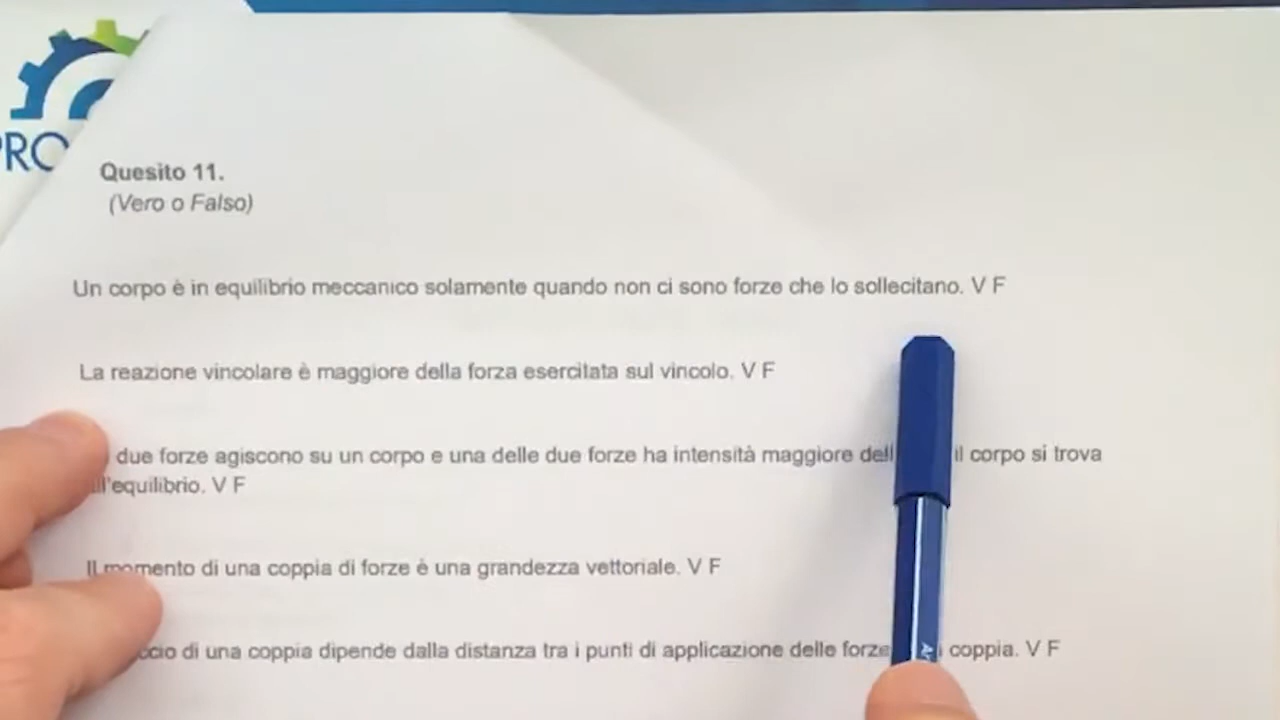 PRO
Quesito 11.
(Vero o Falso)
Un corpo è in equilibrio meccanico solamente quando non ci sono forze che lo sollecitano. V F
La reazione vincolare è maggiore della forza esercitata sul vincolo. V F
due forze agiscono su un corpo e una delle due forze ha intensità maggiore il corpo si trova
all'equilibrio. V F
Il momento di una coppia di forze è una grandezza vettoriale. V F
di una coppia dipende dalla distanza tra i punti di applicazione delle forze coppia. V F